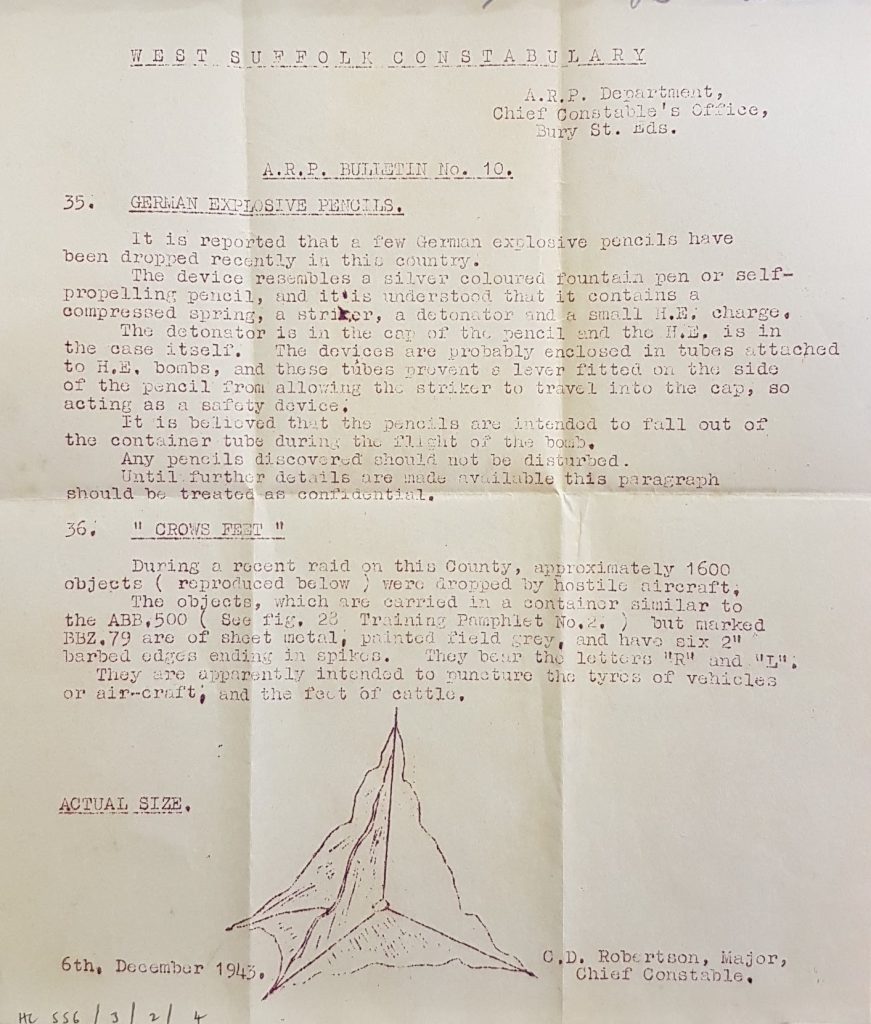 WEST SUFFOLK CONSTABULARY
A.R.P. Department,
Chief Constable's Office,
Bury St. Eds.
A.R.P. BULLETIN No. 10.
35. GERMAN EXPLOSIVE PENCILS.
It is reported that a few German explosive pencils have
been dropped recently in this country.
The device resembles a silver coloured fountain pen or self-
propelling pencil, and it is understood that it contains a
compressed spring, a striker, a detonator and a small H.E. charge.
The detonator is in the cap of the pencil and the H.E. is in
the case itself. The devices are probably enclosed in tubes attached
to H.E. bombs, and these tubes prevent a lever fitted on the side
of the pencil from allowing the striker to travel into the cap, so
acting as a safety device.
It is believed that the pencils are intended to fall out of
the container tube during the flight of the bomb.
Any pencils discovered should not be disturbed.
Until further details are made available this paragraph
should be treated as confidential.
36. " CROWS FEET "
During a recent raid on this County, approximately 1600
objects ( reproduced below ) were dropped by hostile aircraft.
The objects, which are carried in a container similar to
the ABB.500 ( See fig. 28 Training Pamphlet No.2. ) but marked
BBZ.79 are of sheet metal, painted field grey, and have six 2"
barbed edges ending in spikes. They bear the letters "R" and "L".
They are apparently intended to puncture the tyres of vehicles
or air-craft, and the feet of cattle.
ACTUAL SIZE.
6th. December 1943.
C.D. Robertson, Major,
Chief Constable.
HC 556 / 3 / 2 / 4